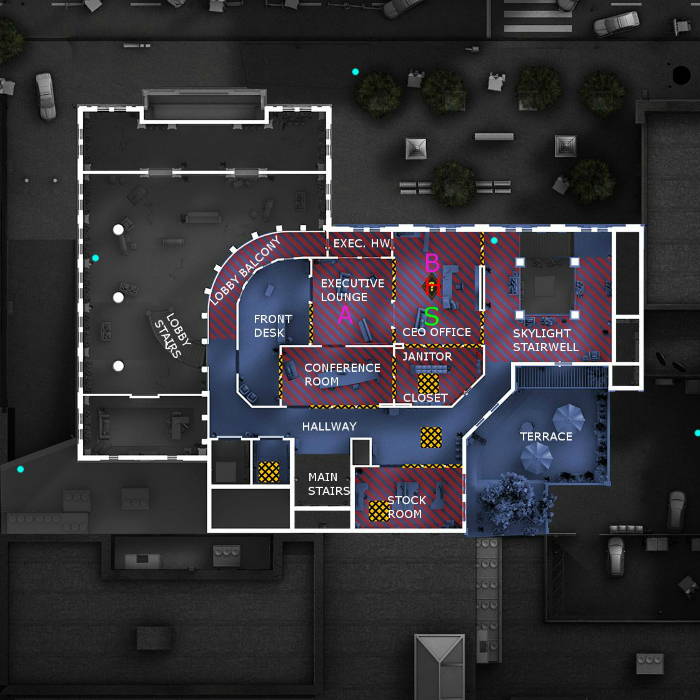 EXEC. HW
LOBBY BALCONY
B
EXECUTIVE
LOUNGE
A
S
FRONT
DESK
CEO OFFICE
LOBBY
STAIRS
SKYLIGHT
STAIRWELL
JANITOR
CLOSET
CONFERENCE
ROOM
HALLWAY
TERRACE
MAIN
STAIRS
STOCK
ROOM